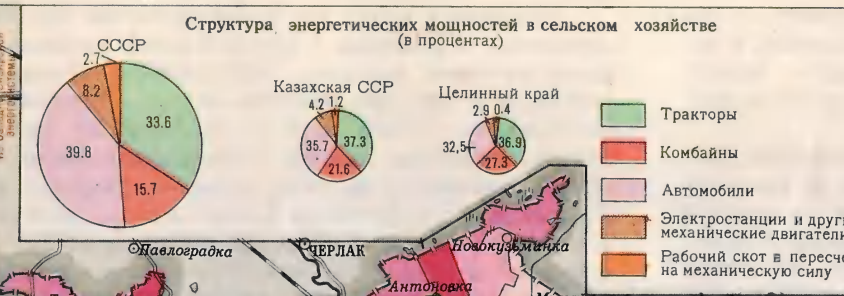 Структура энергетических мощностей в сельском хозяйстве
(в процентах)
СССР
2.7
8.2
33.6
39.8
15.7
Казахская ССР
4.2 1.2
35.7 37.3
21.6
Целинный край
2.9 0.4
32,5 36.9
27.3
Тракторы
Комбайны
Автомобили
Электростанции и
механические двигатели
Рабочий скот в
на механическую силу
Павлоградка
ЧЕРЛАК
Новокузьминка
Антоновка